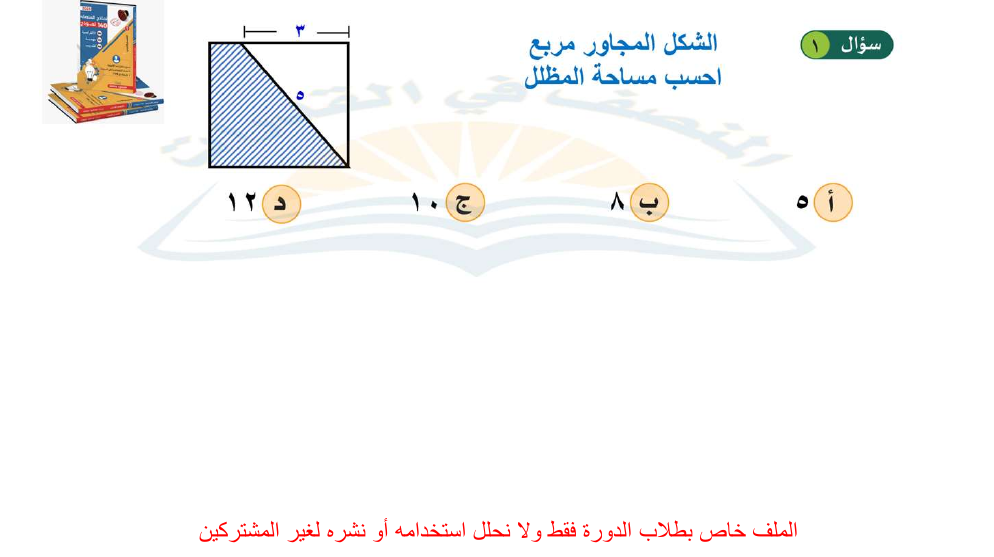 سؤال ١
الشكل المجاور مربع
احسب مساحة المظلل
٣
٥
أ ٥
ب ٨
ج ١٠
د ١٢
الملف خاص بطلاب الدورة فقط ولا نحلل استخدامه أو نشره لغير المشتركين